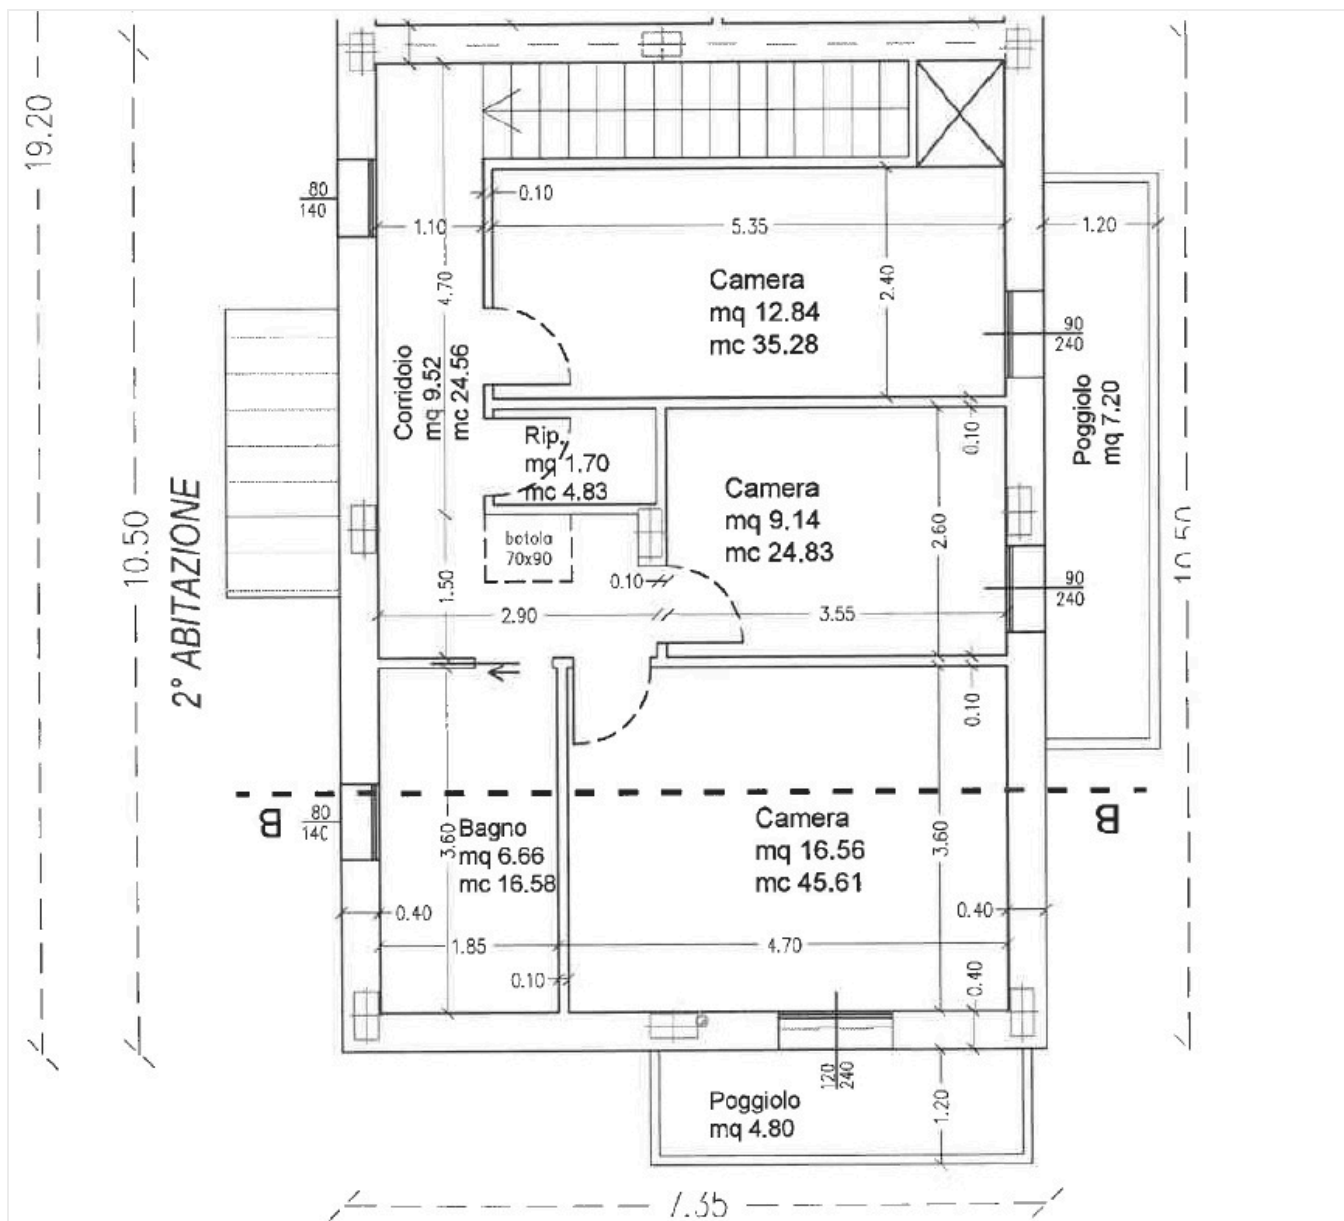 19.20
10.50
2° ABITAZIONE
80
140
1.10
0.10
5.35
1.20
4.70
2.40
Camera
mq 12.84
mc 35.28
90
240
Corridoio
mq 9.52
mc 24.56
Poggiolo
mq 7.20
Rip.
mq 1.70
mc 4.83
0.10
Camera
mq 9.14
mc 24.83
2.60
botola
70x90
1.50
0.10
2.90
3.55
90
240
10.50
0.10
B
80
140
3.60
Bagno
mq 6.66
mc 16.58
Camera
mq 16.56
mc 45.61
3.60
B
0.40
0.40
1.85
4.70
0.10
0.40
120
240
Poggiolo
mq 4.80
1.20
7.35